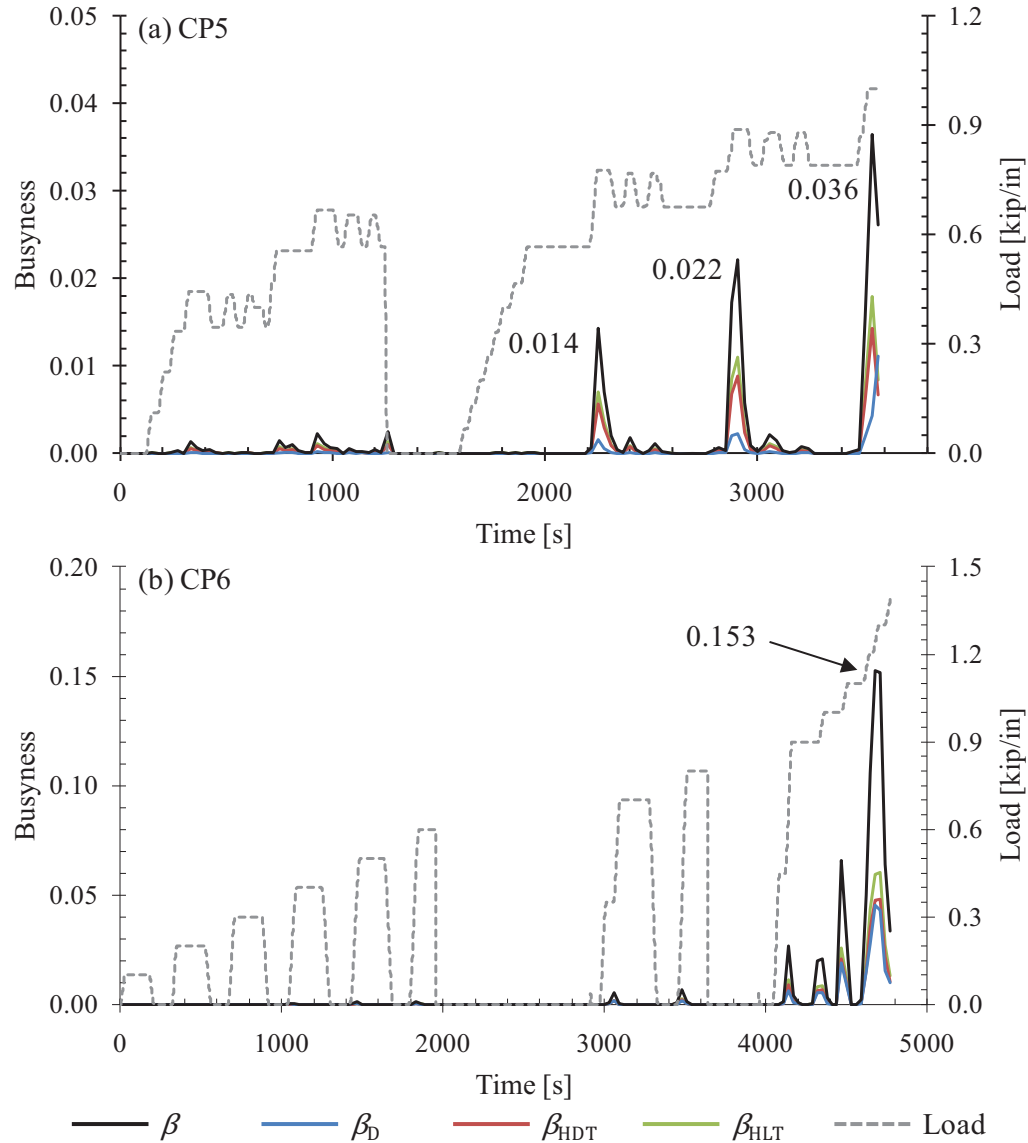 (a) CP5
0.05
0.04
0.03
0.02
0.01
0.00
Busyness
1.2
0.9
0.6
0.3
0.0
Load [kip/in]
0.014
0.022
0.036
0 1000 2000 3000
Time [s]
(b) CP6
0.20
0.15
0.10
0.05
0.00
Busyness
1.5
1.2
0.9
0.6
0.3
0.0
Load [kip/in]
0.153
0 1000 2000 3000 4000 5000
Time [s]
β β_D β_HDT β_HLT Load